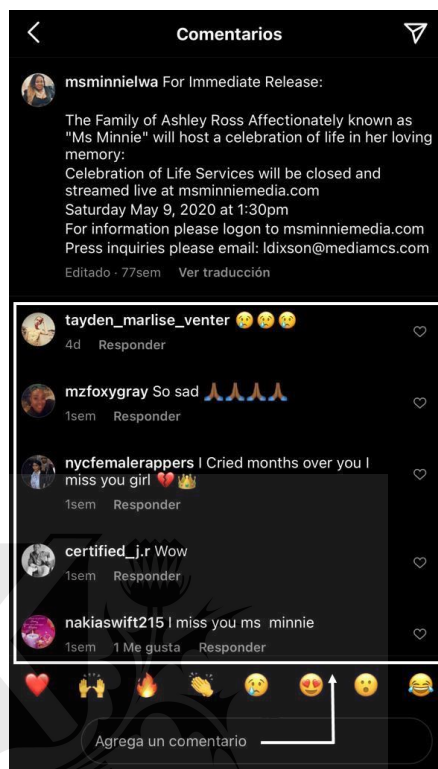 Comentarios
msminnielwa For Immediate Release:
The Family of Ashley Ross Affectionately known as
"Ms Minnie" will host a celebration of life in her loving
memory:
Celebration of Life Services will be closed and
streamed live at msminniemedia.com
Saturday May 9, 2020 at 1:30pm
For information please logon to msminniemedia.com
Press inquiries please email: ldixson@mediamcs.com
Editado · 77sem Ver traducción
tayden_marlise_venter 😢😢😢
4d Responder
mzfoxygray So sad 🙏🏾🙏🏾🙏🏾🙏🏾
1sem Responder
nycfemalerappers I Cried months over you I
miss you girl 💔👑
1sem Responder
certified_j.r Wow
1sem Responder
nakiaswift215 I miss you ms minnie
1sem 1 Me gusta Responder
❤️ 🙌 🔥 👏 😢 😍 😮 😂
Agrega un comentario